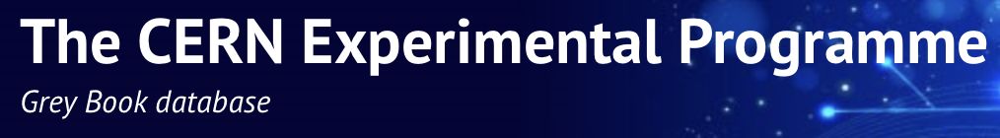 The CERN Experimental Programme
Grey Book database